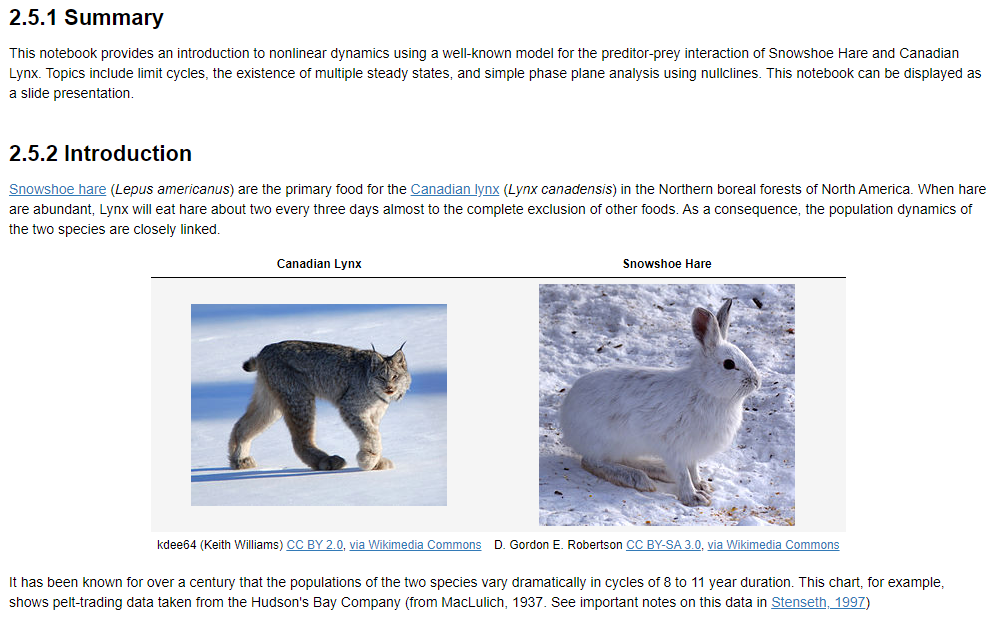 2.5.1 Summary
This notebook provides an introduction to nonlinear dynamics using a well-known model for the preditor-prey interaction of Snowshoe Hare and Canadian
Lynx. Topics include limit cycles, the existence of multiple steady states, and simple phase plane analysis using nullclines. This notebook can be displayed as
a slide presentation.
2.5.2 Introduction
Snowshoe hare (Lepus americanus) are the primary food for the Canadian lynx (Lynx canadensis) in the Northern boreal forests of North America. When hare
are abundant, Lynx will eat hare about two every three days almost to the complete exclusion of other foods. As a consequence, the population dynamics of
the two species are closely linked.
Canadian Lynx Snowshoe Hare
kdee64 (Keith Williams) CC BY 2.0, via Wikimedia Commons D. Gordon E. Robertson CC BY-SA 3.0, via Wikimedia Commons
It has been known for over a century that the populations of the two species vary dramatically in cycles of 8 to 11 year duration. This chart, for example,
shows pelt-trading data taken from the Hudson's Bay Company (from MacLulich, 1937. See important notes on this data in Stenseth, 1997)